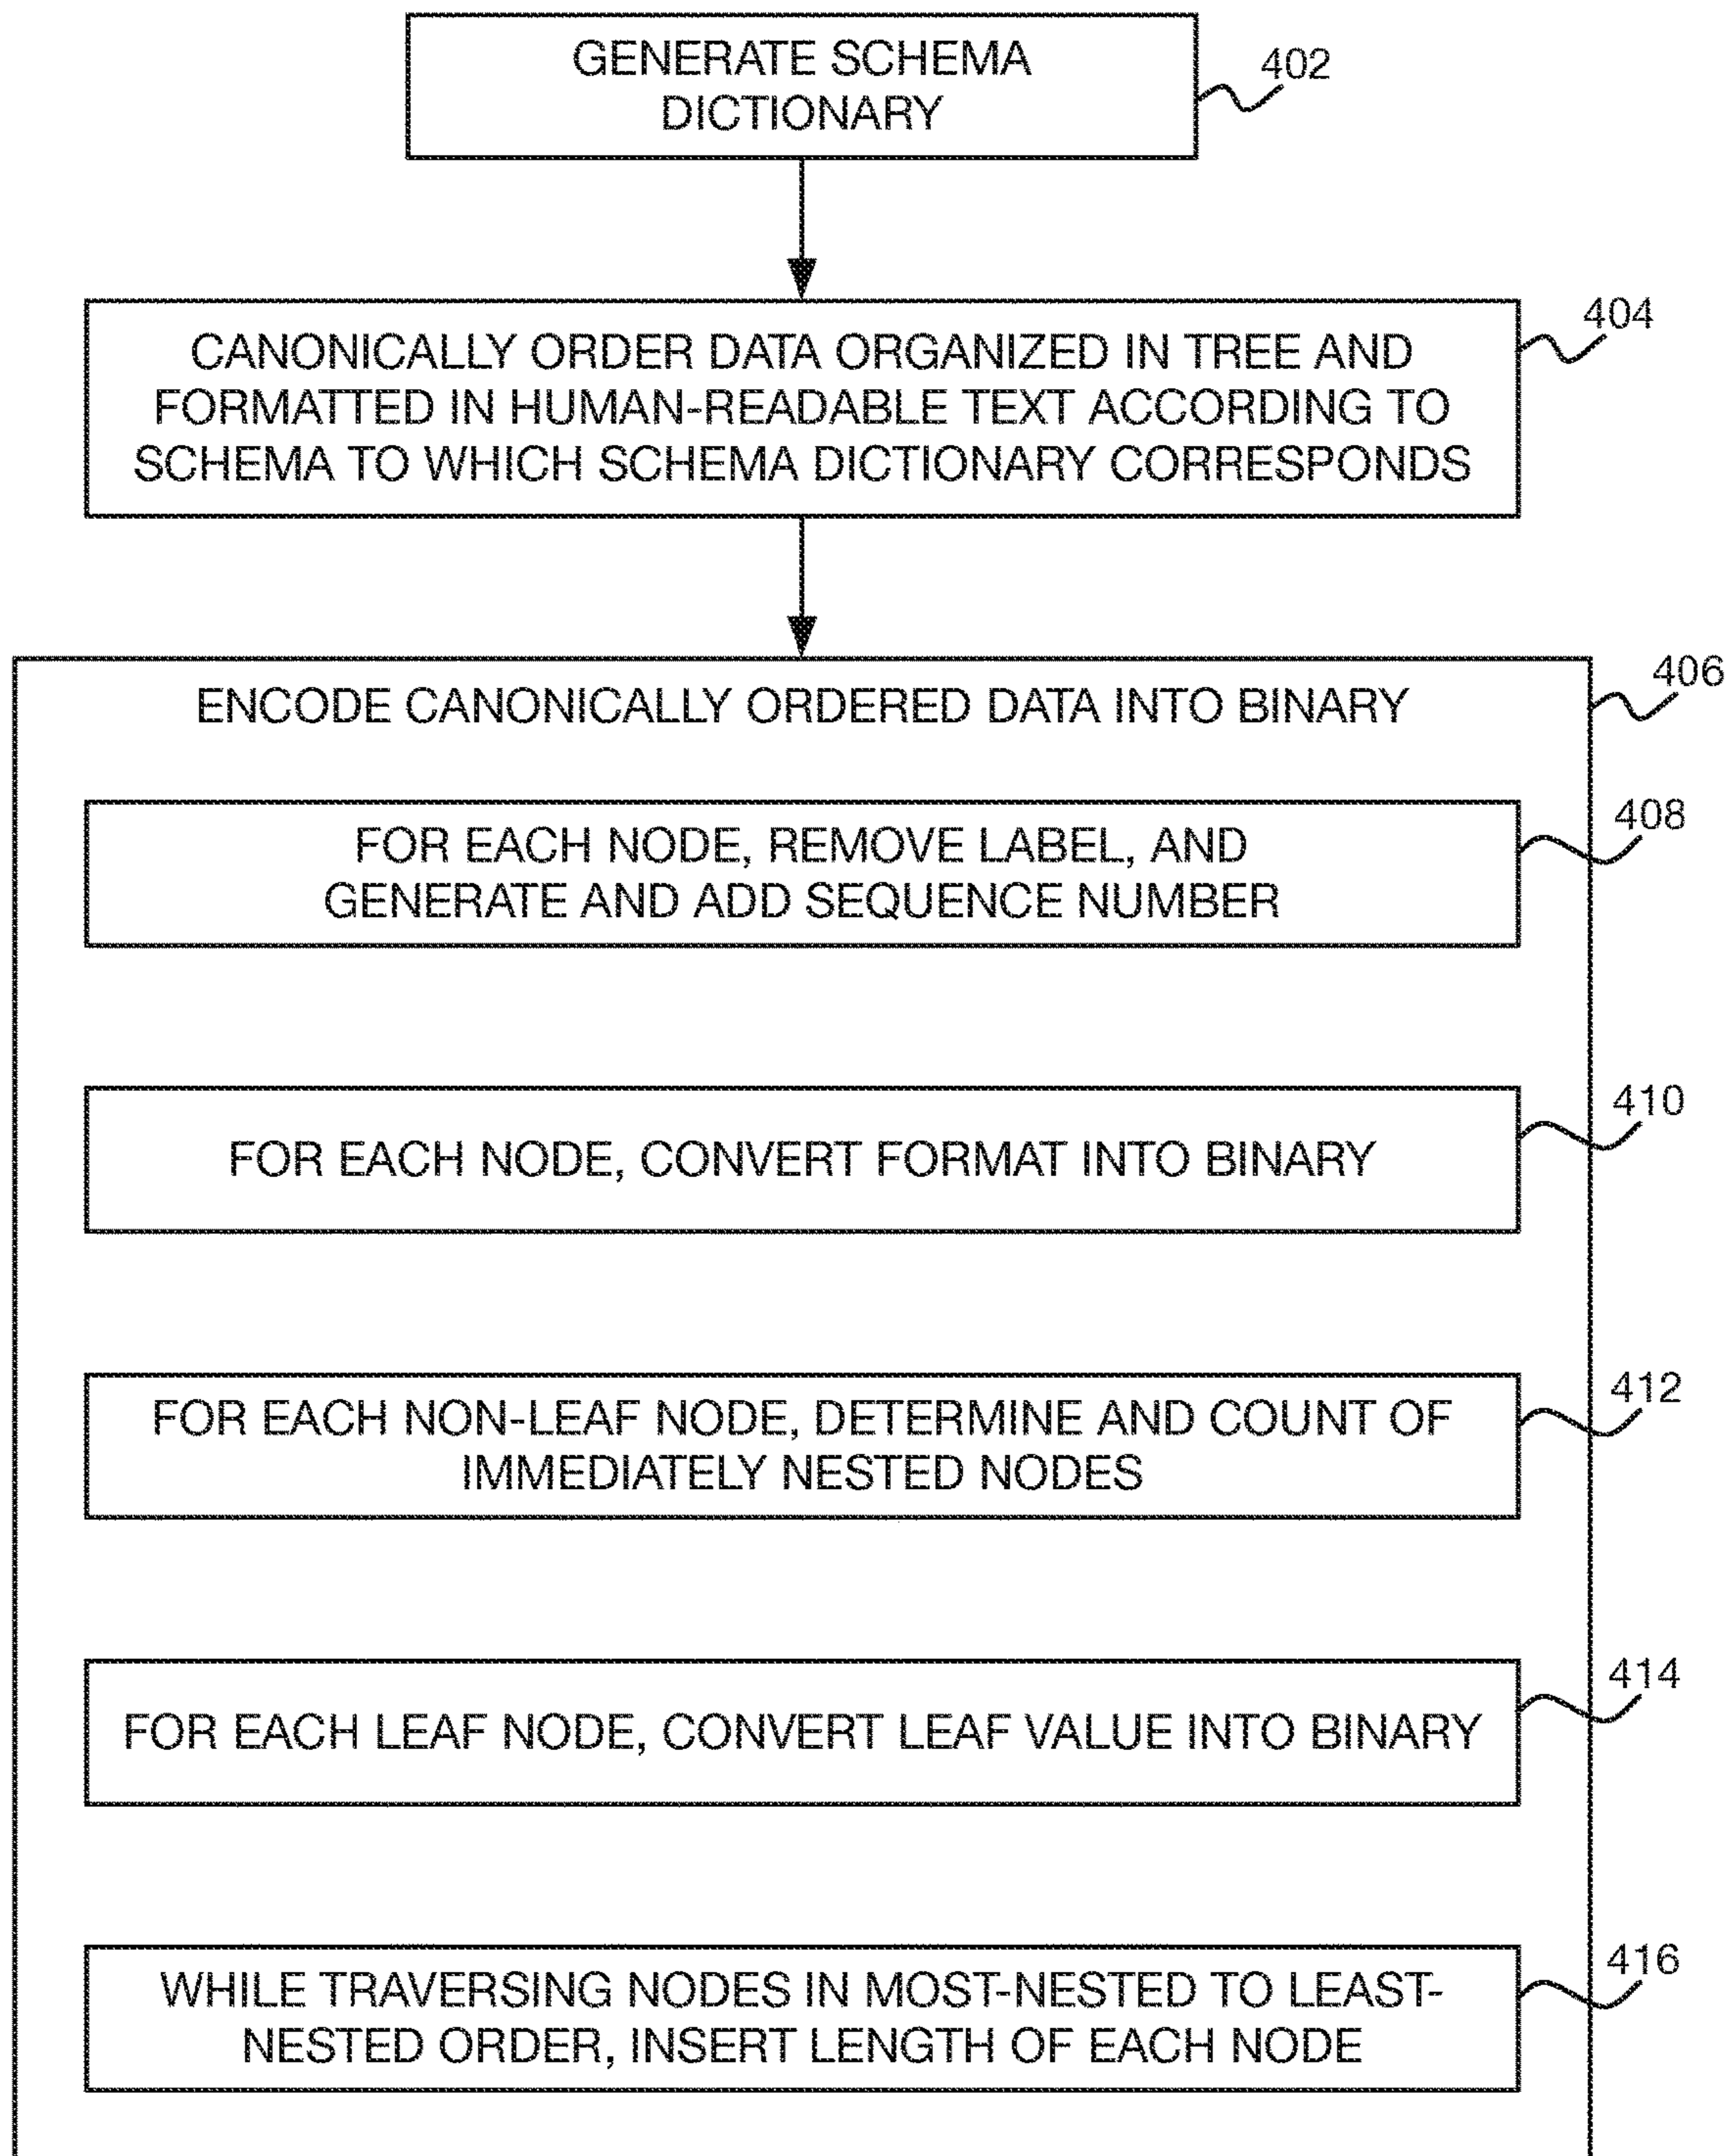 GENERATE SCHEMA
DICTIONARY
402
CANONICALLY ORDER DATA ORGANIZED IN TREE AND
FORMATTED IN HUMAN-READABLE TEXT ACCORDING TO
SCHEMA TO WHICH SCHEMA DICTIONARY CORRESPONDS
404
ENCODE CANONICALLY ORDERED DATA INTO BINARY
406
FOR EACH NODE, REMOVE LABEL, AND
GENERATE AND ADD SEQUENCE NUMBER
408
FOR EACH NODE, CONVERT FORMAT INTO BINARY
410
FOR EACH NON-LEAF NODE, DETERMINE AND COUNT OF
IMMEDIATELY NESTED NODES
412
FOR EACH LEAF NODE, CONVERT LEAF VALUE INTO BINARY
414
WHILE TRAVERSING NODES IN MOST-NESTED TO LEAST-
NESTED ORDER, INSERT LENGTH OF EACH NODE
416